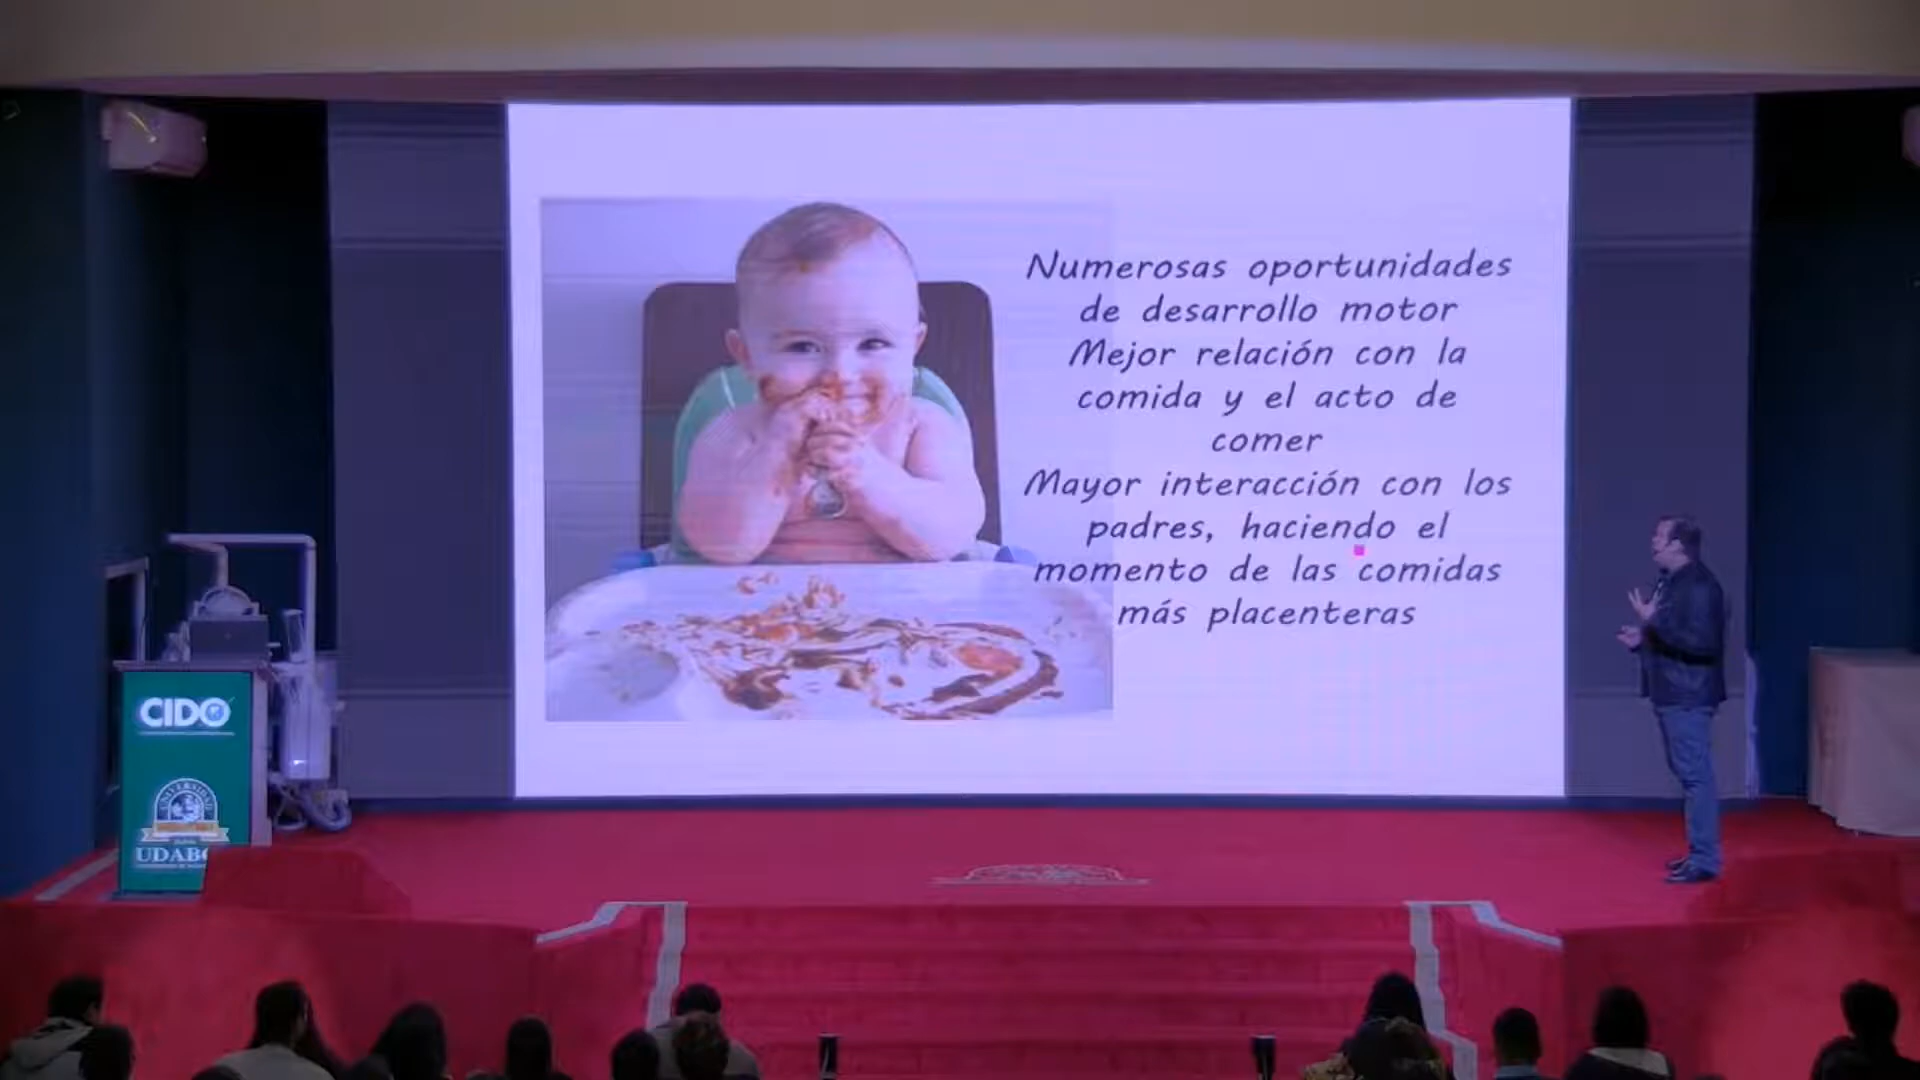 Numerosas oportunidades
de desarrollo motor
Mejor relación con la
comida y el acto de
comer
Mayor interacción con los
padres, haciendo el
momento de las comidas
más placenteras
CIDO
UNIVERSIDAD
UDABO